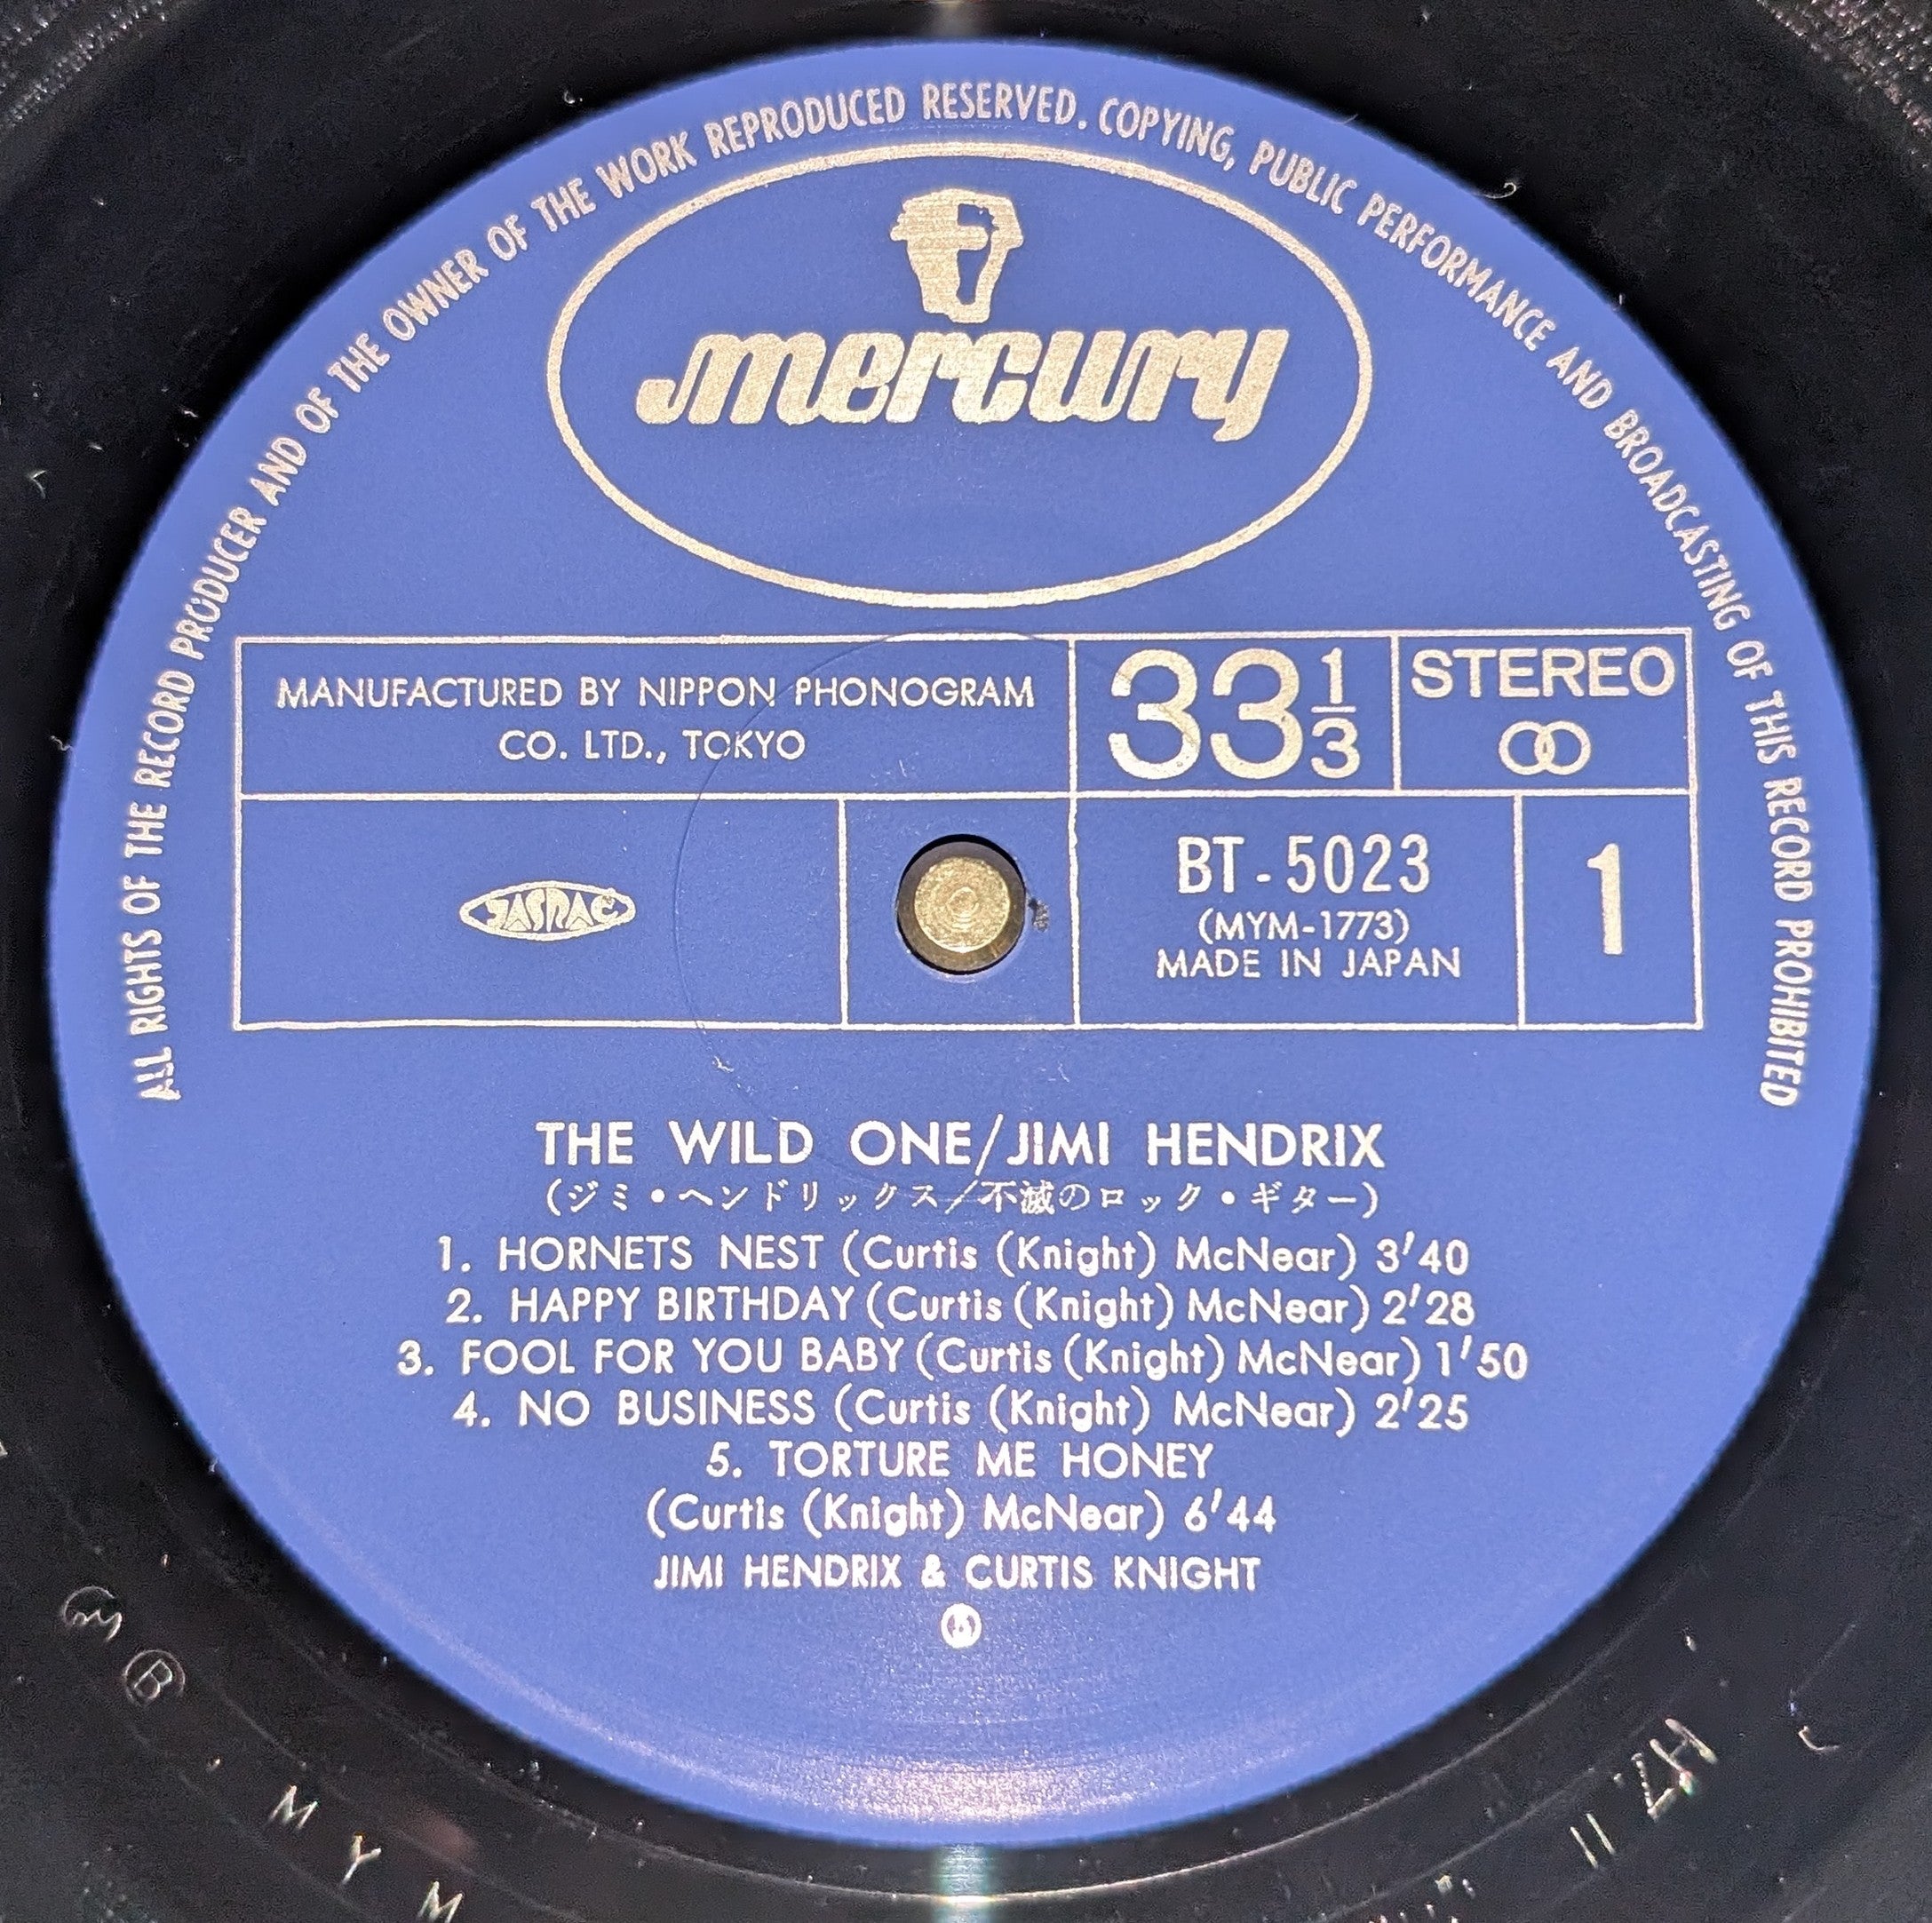 ALL RIGHTS OF THE RECORD PRODUCER AND OF THE OWNER OF THE WORK REPRODUCED RESERVED. COPYING, PUBLIC PERFORMANCE AND BROADCASTING OF THIS RECORD PROHIBITED
mercury
MANUFACTURED BY NIPPON PHONOGRAM
CO. LTD., TOKYO
33 1/3
STEREO
JASRAC
BT-5023
(MYM-1773)
MADE IN JAPAN
1
THE WILD ONE/JIMI HENDRIX
(ジミ・ヘンドリックス/不滅のロック・ギター)
1. HORNETS NEST (Curtis (Knight) McNear) 3'40
2. HAPPY BIRTHDAY (Curtis (Knight) McNear) 2'28
3. FOOL FOR YOU BABY (Curtis (Knight) McNear) 1'50
4. NO BUSINESS (Curtis (Knight) McNear) 2'25
5. TORTURE ME HONEY
(Curtis (Knight) McNear) 6'44
JIMI HENDRIX & CURTIS KNIGHT
B
M Y M